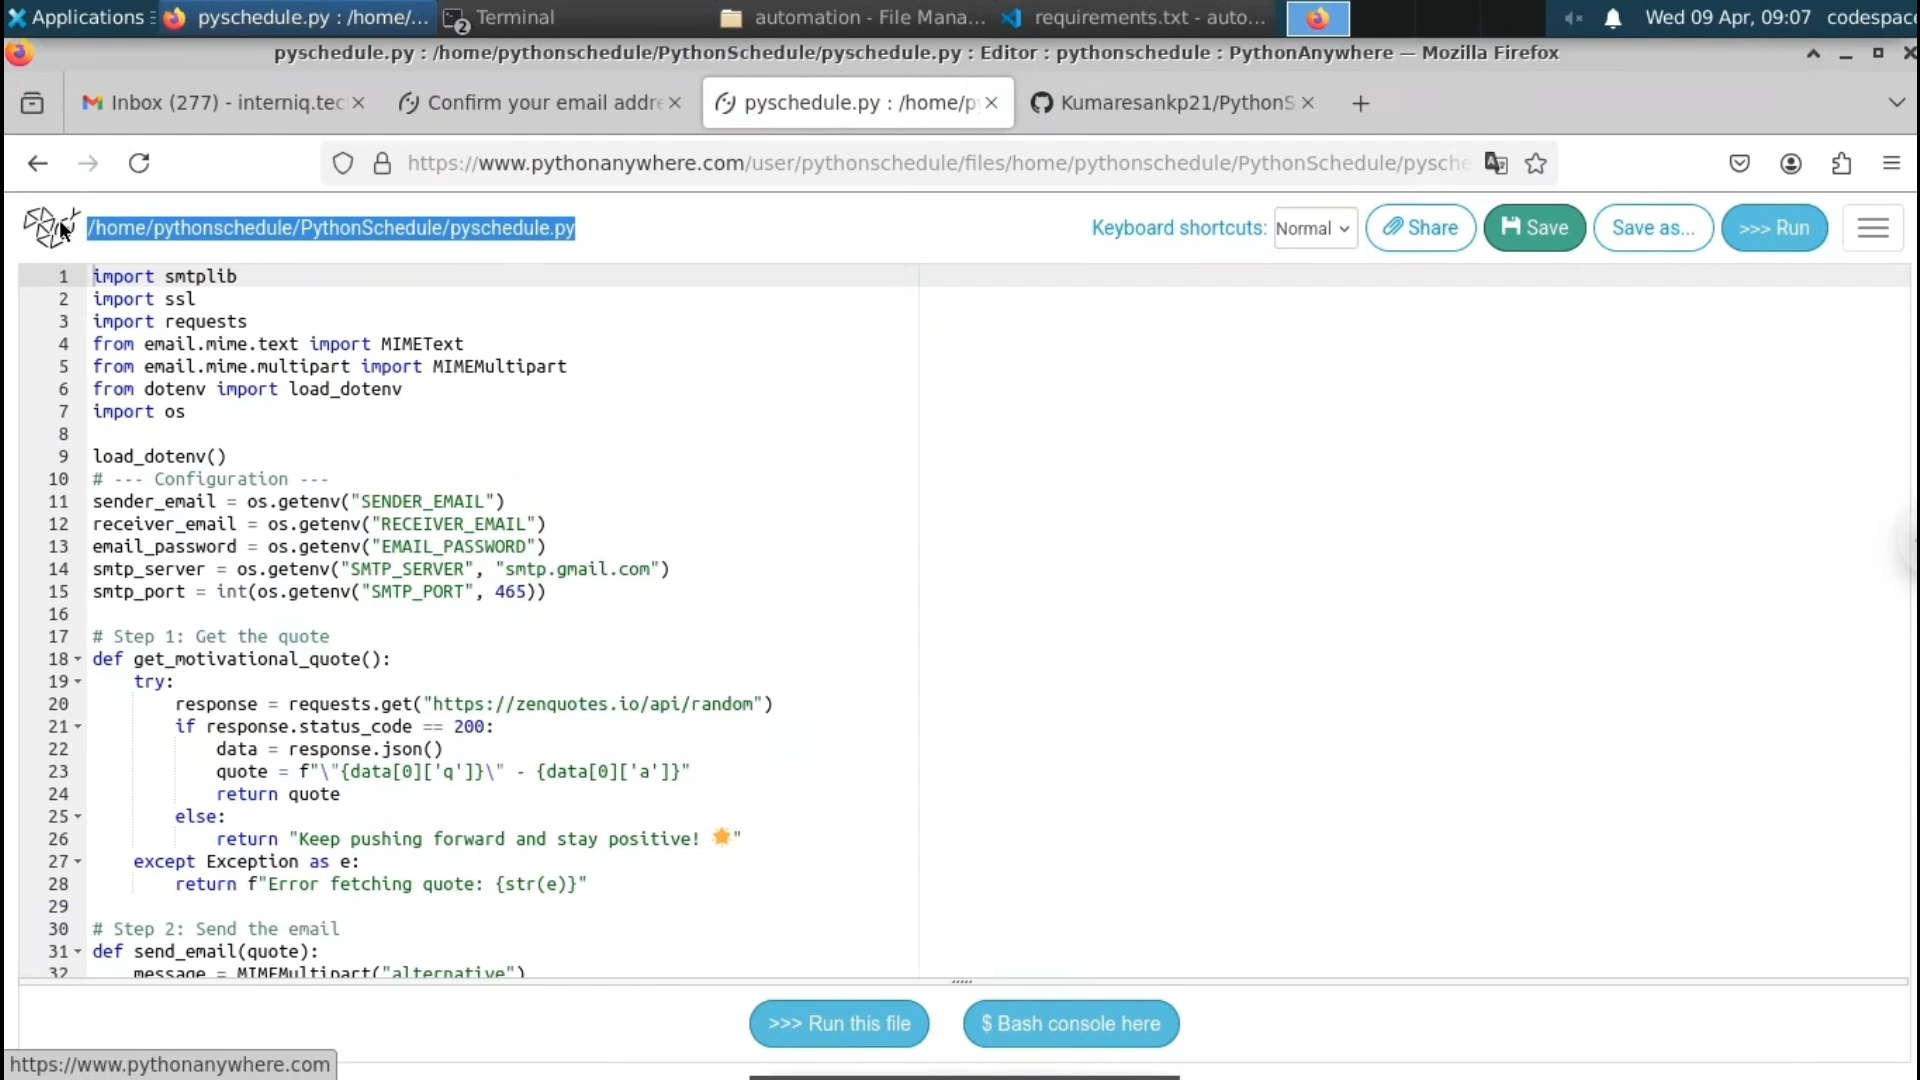 Applications
pyschedule.py : /home/...
Terminal
2
automation - File Mana...
requirements.txt - auto...
Wed 09 Apr, 09:07
codespace
pyschedule.py : /home/pythonschedule/PythonSchedule/pyschedule.py : Editor : pythonschedule : PythonAnywhere — Mozilla Firefox
Inbox (277) - interniq.tec
Confirm your email addre
pyschedule.py : /home/p
Kumaresankp21/PythonS
https://www.pythonanywhere.com/user/pythonschedule/files/home/pythonschedule/PythonSchedule/pysche
/home/pythonschedule/PythonSchedule/pyschedule.py
Keyboard shortcuts: Normal
Share
Save
Save as...
>>> Run
1 import smtplib
2 import ssl
3 import requests
4 from email.mime.text import MIMEText
5 from email.mime.multipart import MIMEMultipart
6 from dotenv import load_dotenv
7 import os
8
9 load_dotenv()
10 # --- Configuration ---
11 sender_email = os.getenv("SENDER_EMAIL")
12 receiver_email = os.getenv("RECEIVER_EMAIL")
13 email_password = os.getenv("EMAIL_PASSWORD")
14 smtp_server = os.getenv("SMTP_SERVER", "smtp.gmail.com")
15 smtp_port = int(os.getenv("SMTP_PORT", 465))
16
17 # Step 1: Get the quote
18 def get_motivational_quote():
19 try:
20 response = requests.get("https://zenquotes.io/api/random")
21 if response.status_code == 200:
22 data = response.json()
23 quote = f"\"{data[0]['q']}\" - {data[0]['a']}"
24 return quote
25 else:
26 return "Keep pushing forward and stay positive! 🌟"
27 except Exception as e:
28 return f"Error fetching quote: {str(e)}"
29
30 # Step 2: Send the email
31 def send_email(quote):
32 message = MIMEMultipart("alternative")
>>> Run this file
$ Bash console here
https://www.pythonanywhere.com